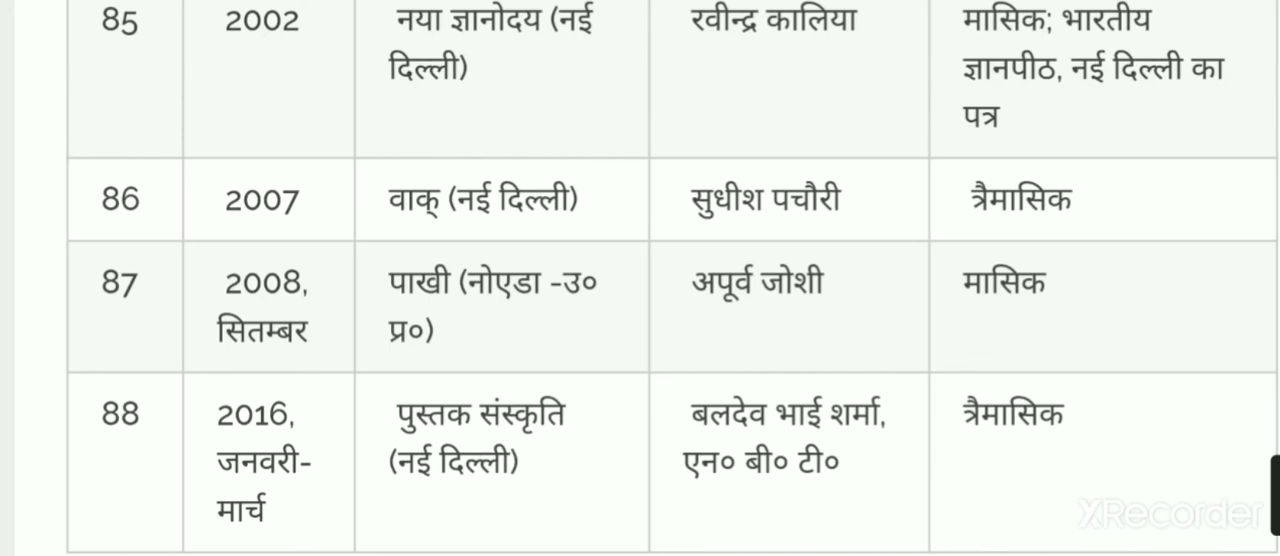 85 2002 नया ज्ञानोदय (नई रवीन्द्र कालिया मासिक; भारतीय
दिल्ली) ज्ञानपीठ, नई दिल्ली का
पत्र
86 2007 वाक् (नई दिल्ली) सुधीश पचौरी त्रैमासिक
87 2008, पाखी (नोएडा -उ० अपूर्व जोशी मासिक
सितम्बर प्र०)
88 2016, पुस्तक संस्कृति बलदेव भाई शर्मा, त्रैमासिक
जनवरी- (नई दिल्ली) एन० बी० टी०
मार्च
XRecorder